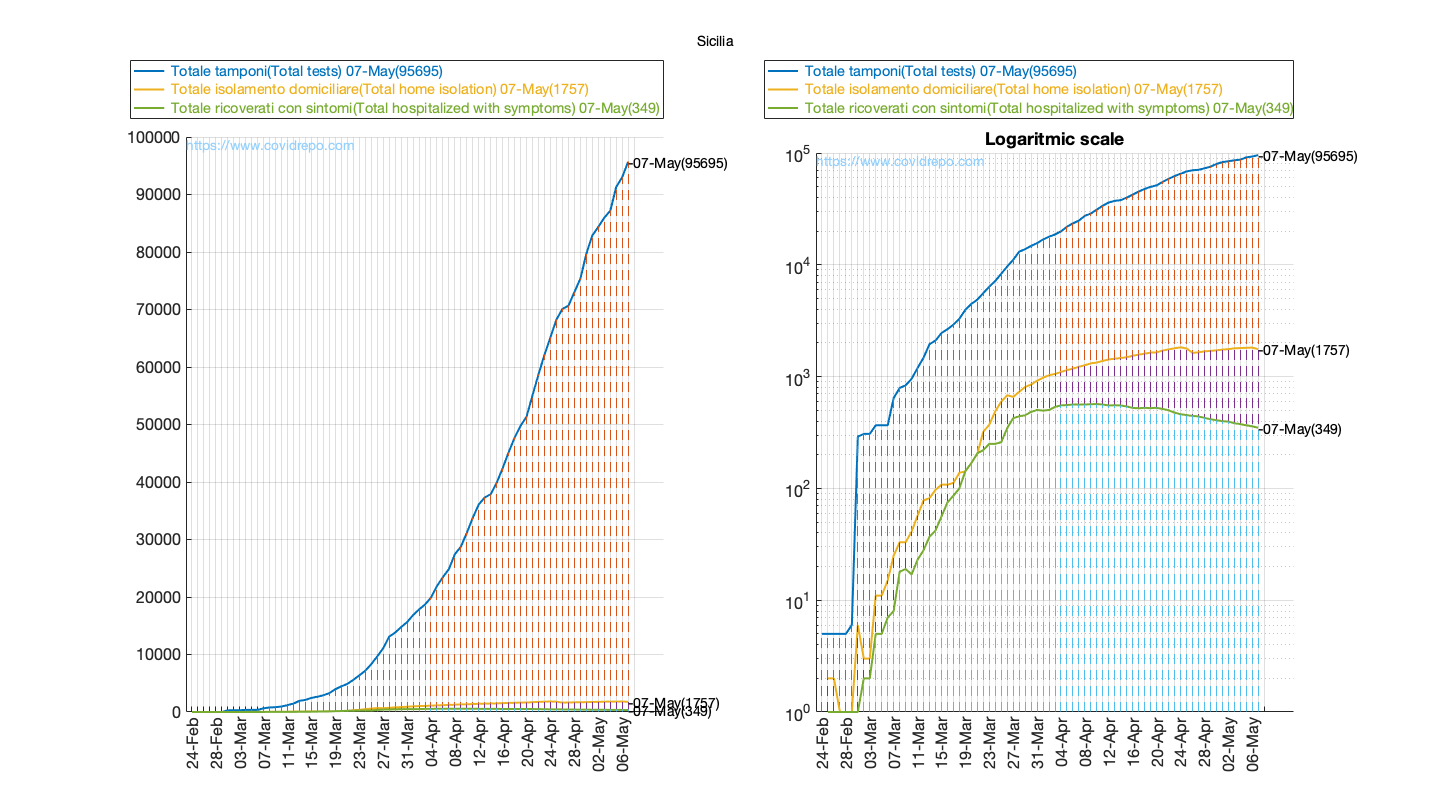 Sicilia
Totale tamponi(Total tests) 07-May(95695)
Totale isolamento domiciliare(Total home isolation) 07-May(1757)
Totale ricoverati con sintomi(Total hospitalized with symptoms) 07-May(349)
100000
90000
80000
70000
60000
50000
40000
30000
20000
10000
0
https://www.covidrepo.com
07-May(95695)
07-May(1757)
07-May(349)
24-Feb
28-Feb
03-Mar
07-Mar
11-Mar
15-Mar
19-Mar
23-Mar
27-Mar
31-Mar
04-Apr
08-Apr
12-Apr
16-Apr
20-Apr
24-Apr
28-Apr
02-May
06-May
Totale tamponi(Total tests) 07-May(95695)
Totale isolamento domiciliare(Total home isolation) 07-May(1757)
Totale ricoverati con sintomi(Total hospitalized with symptoms) 07-May(349)
Logaritmic scale
10^5
10^4
10^3
10^2
10^1
10^0
https://www.covidrepo.com
07-May(95695)
07-May(1757)
07-May(349)
24-Feb
28-Feb
03-Mar
07-Mar
11-Mar
15-Mar
19-Mar
23-Mar
27-Mar
31-Mar
04-Apr
08-Apr
12-Apr
16-Apr
20-Apr
24-Apr
28-Apr
02-May
06-May